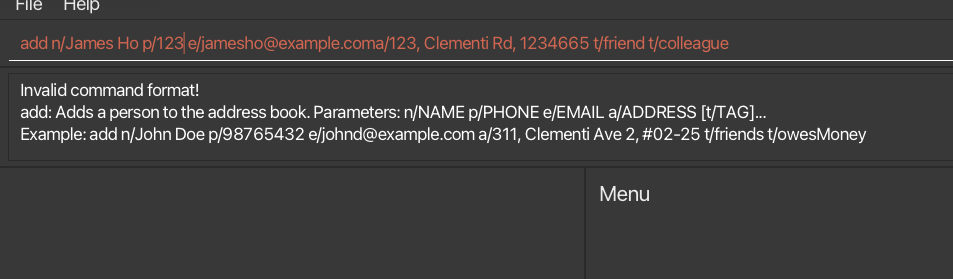 File Help
add n/James Ho p/123 e/jamesho@example.coma/123, Clementi Rd, 1234665 t/friend t/colleague
Invalid command format!
add: Adds a person to the address book. Parameters: n/NAME p/PHONE e/EMAIL a/ADDRESS [t/TAG]...
Example: add n/John Doe p/98765432 e/johnd@example.com a/311, Clementi Ave 2, #02-25 t/friends t/owesMoney
Menu